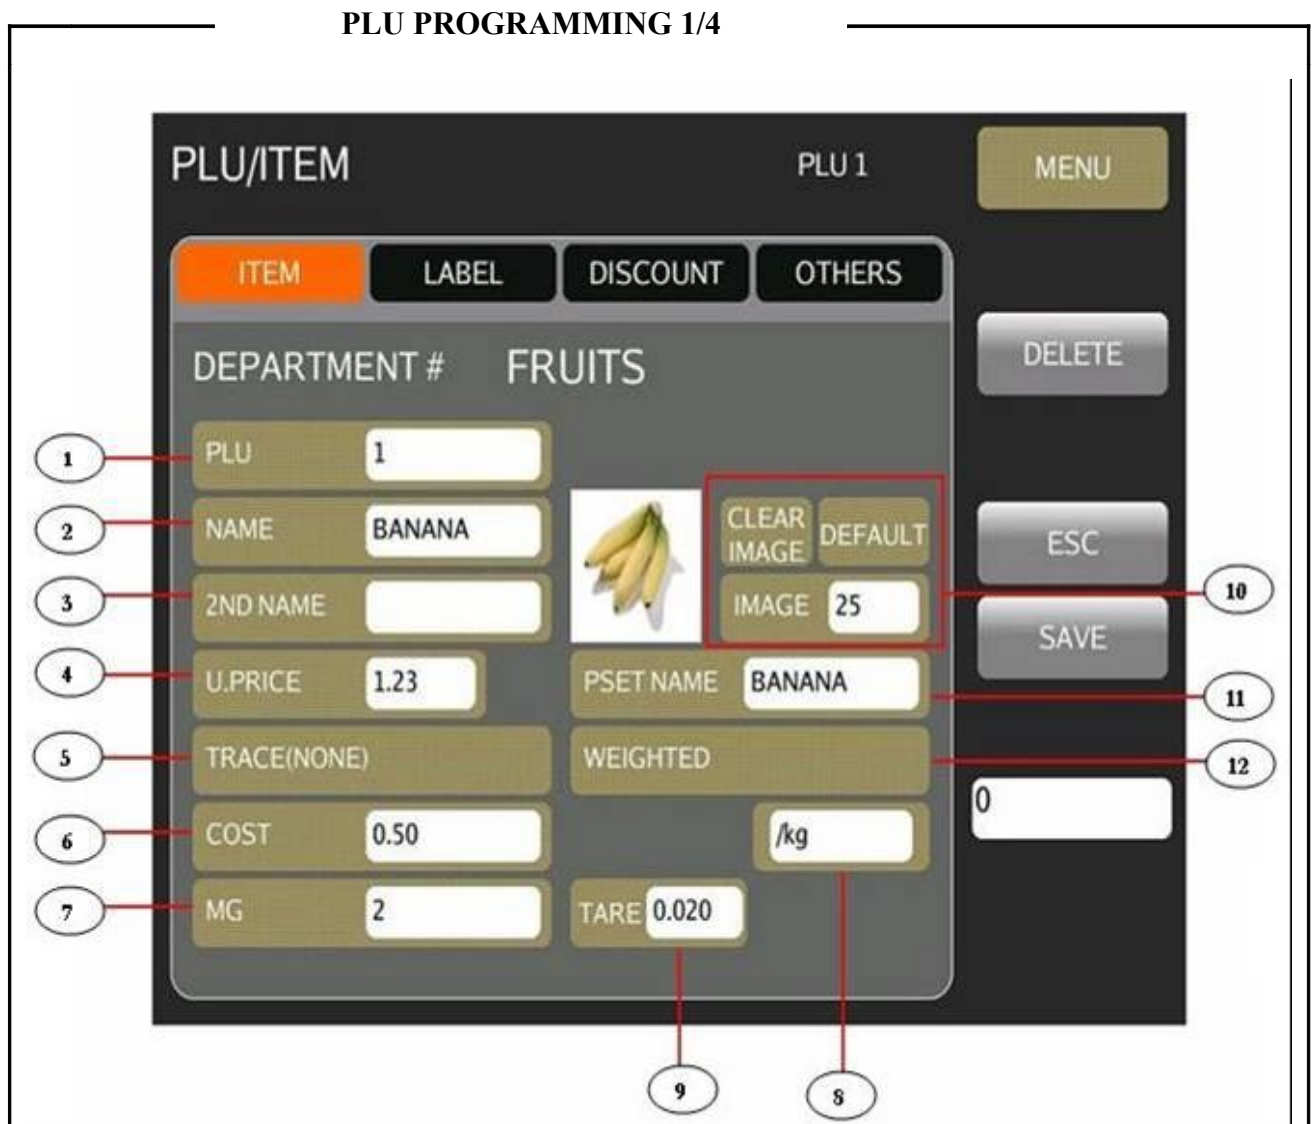 PLU PROGRAMMING 1/4
PLU/ITEM PLU 1 MENU
ITEM LABEL DISCOUNT OTHERS
DEPARTMENT # FRUITS DELETE
1 PLU 1
2 NAME BANANA CLEAR IMAGE DEFAULT ESC
3 2ND NAME IMAGE 25 10
SAVE
4 U.PRICE 1.23 PSET NAME BANANA 11
5 TRACE(NONE) WEIGHTED 12
0
6 COST 0.50 /kg
7 MG 2 TARE 0.020
9 8